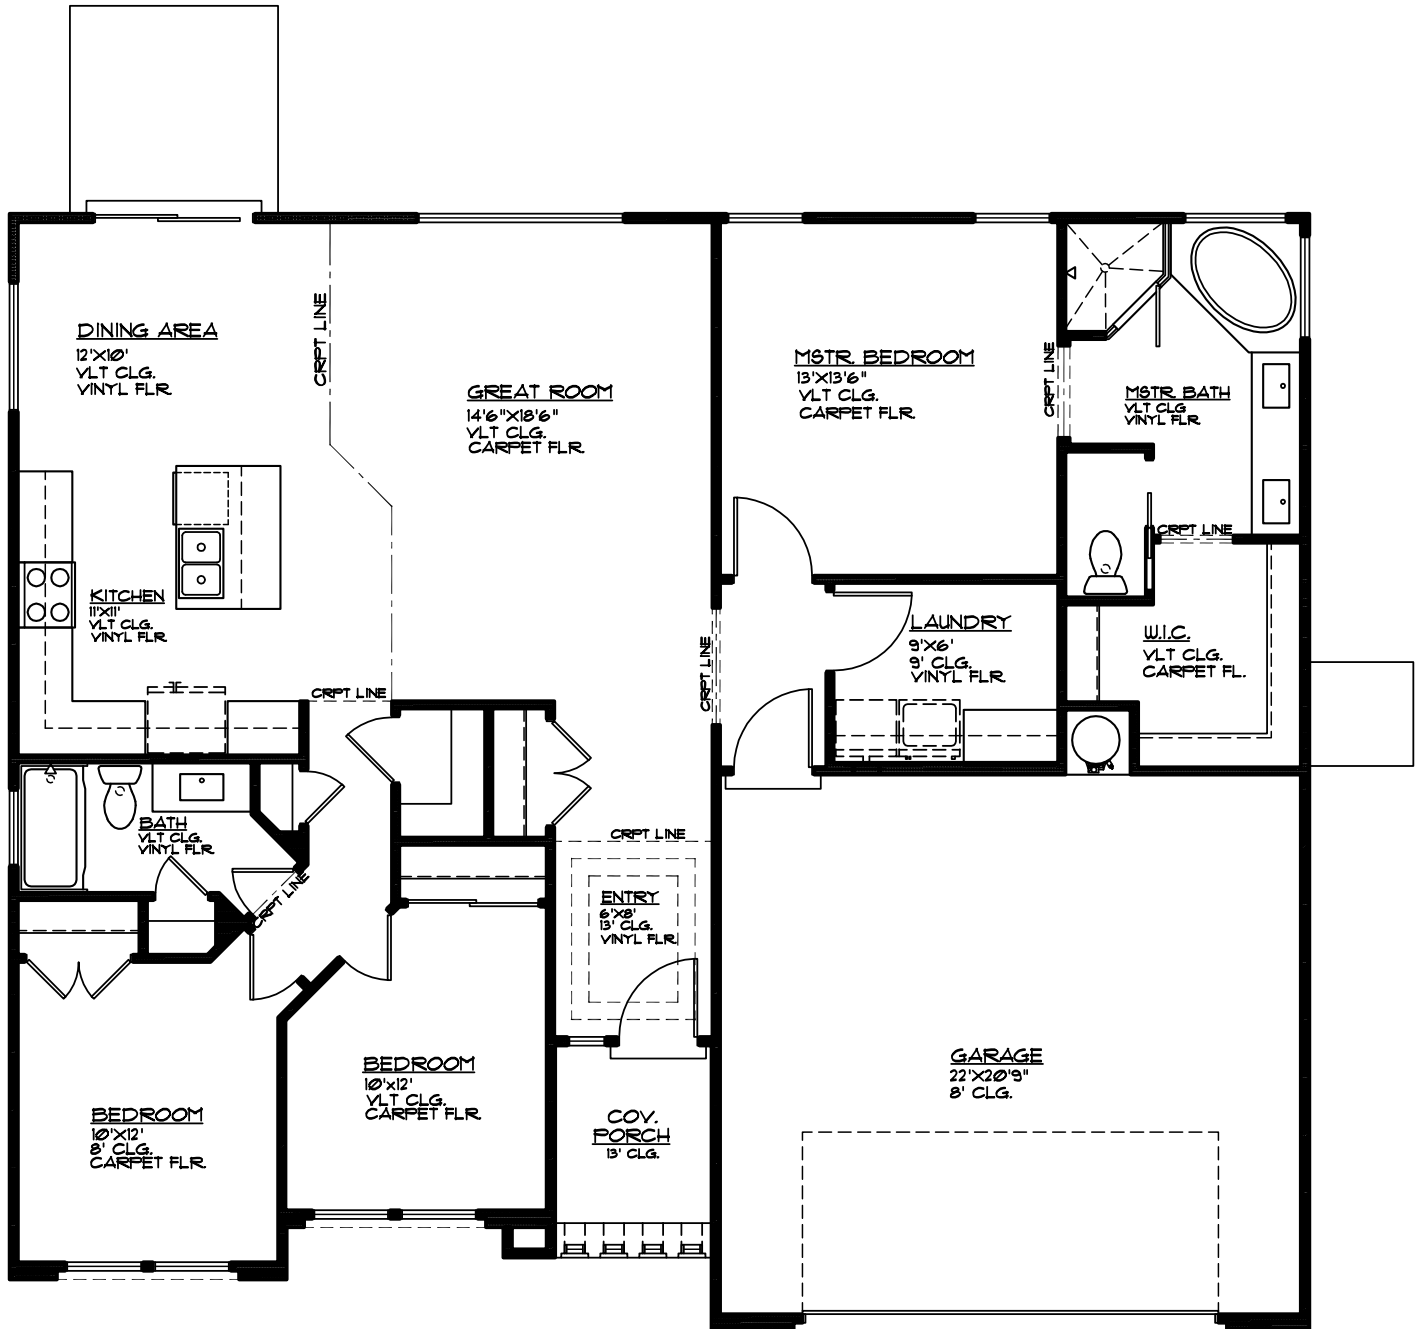 DINING AREA
12'X10'
VLT CLG.
VINYL FLR.
CRPT LINE
GREAT ROOM
14'6"X18'6"
VLT CLG.
CARPET FLR.
MSTR. BEDROOM
13'X13'6"
VLT CLG.
CARPET FLR.
CRPT LINE
MSTR. BATH
VLT CLG
VINYL FLR.
CRPT LINE
KITCHEN
11'X11'
VLT CLG.
VINYL FLR.
CRPT LINE
CRPT LINE
LAUNDRY
9'X6'
9' CLG.
VINYL FLR.
W.I.C.
VLT CLG.
CARPET FL.
BATH
VLT CLG.
VINYL FLR.
CRPT LINE
CRPT LINE
ENTRY
6'X8'
13' CLG.
VINYL FLR.
BEDROOM
10'X12'
8' CLG.
CARPET FLR.
BEDROOM
10'x12'
VLT CLG.
CARPET FLR.
COV.
PORCH
13' CLG.
GARAGE
22'X20'9"
8' CLG.